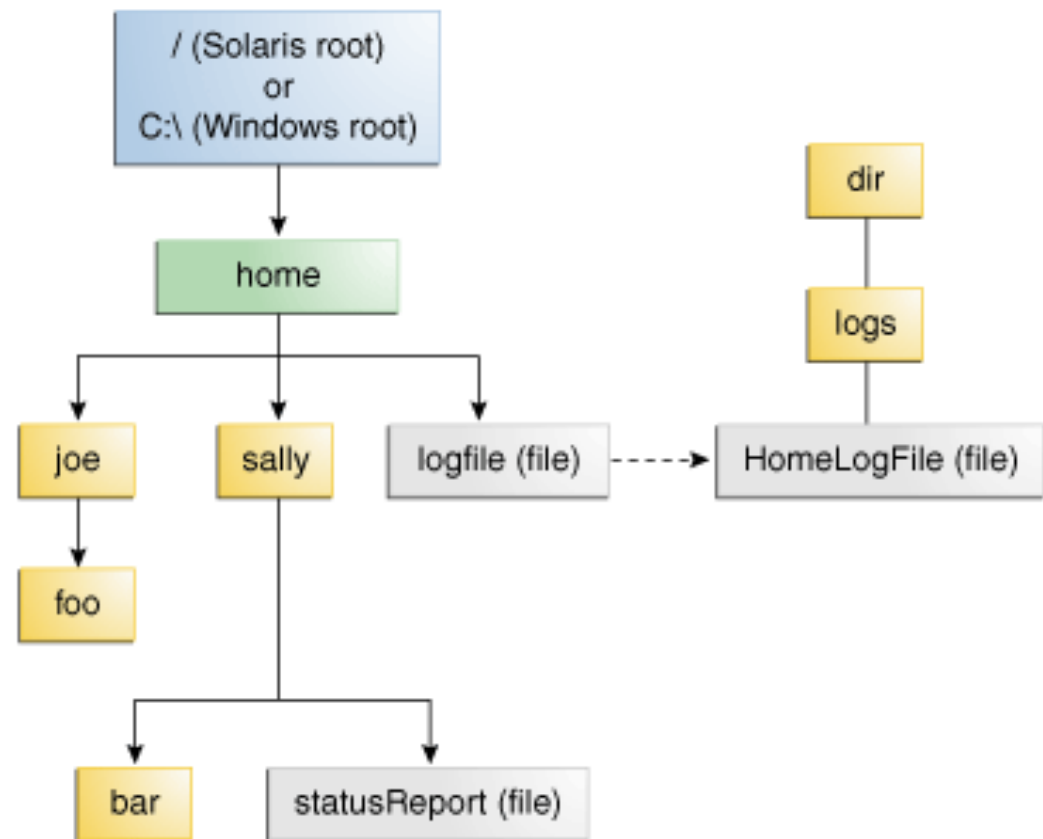 / (Solaris root)
or
C:\ (Windows root)
dir
home
logs
joe
sally
logfile (file)
HomeLogFile (file)
foo
bar
statusReport (file)